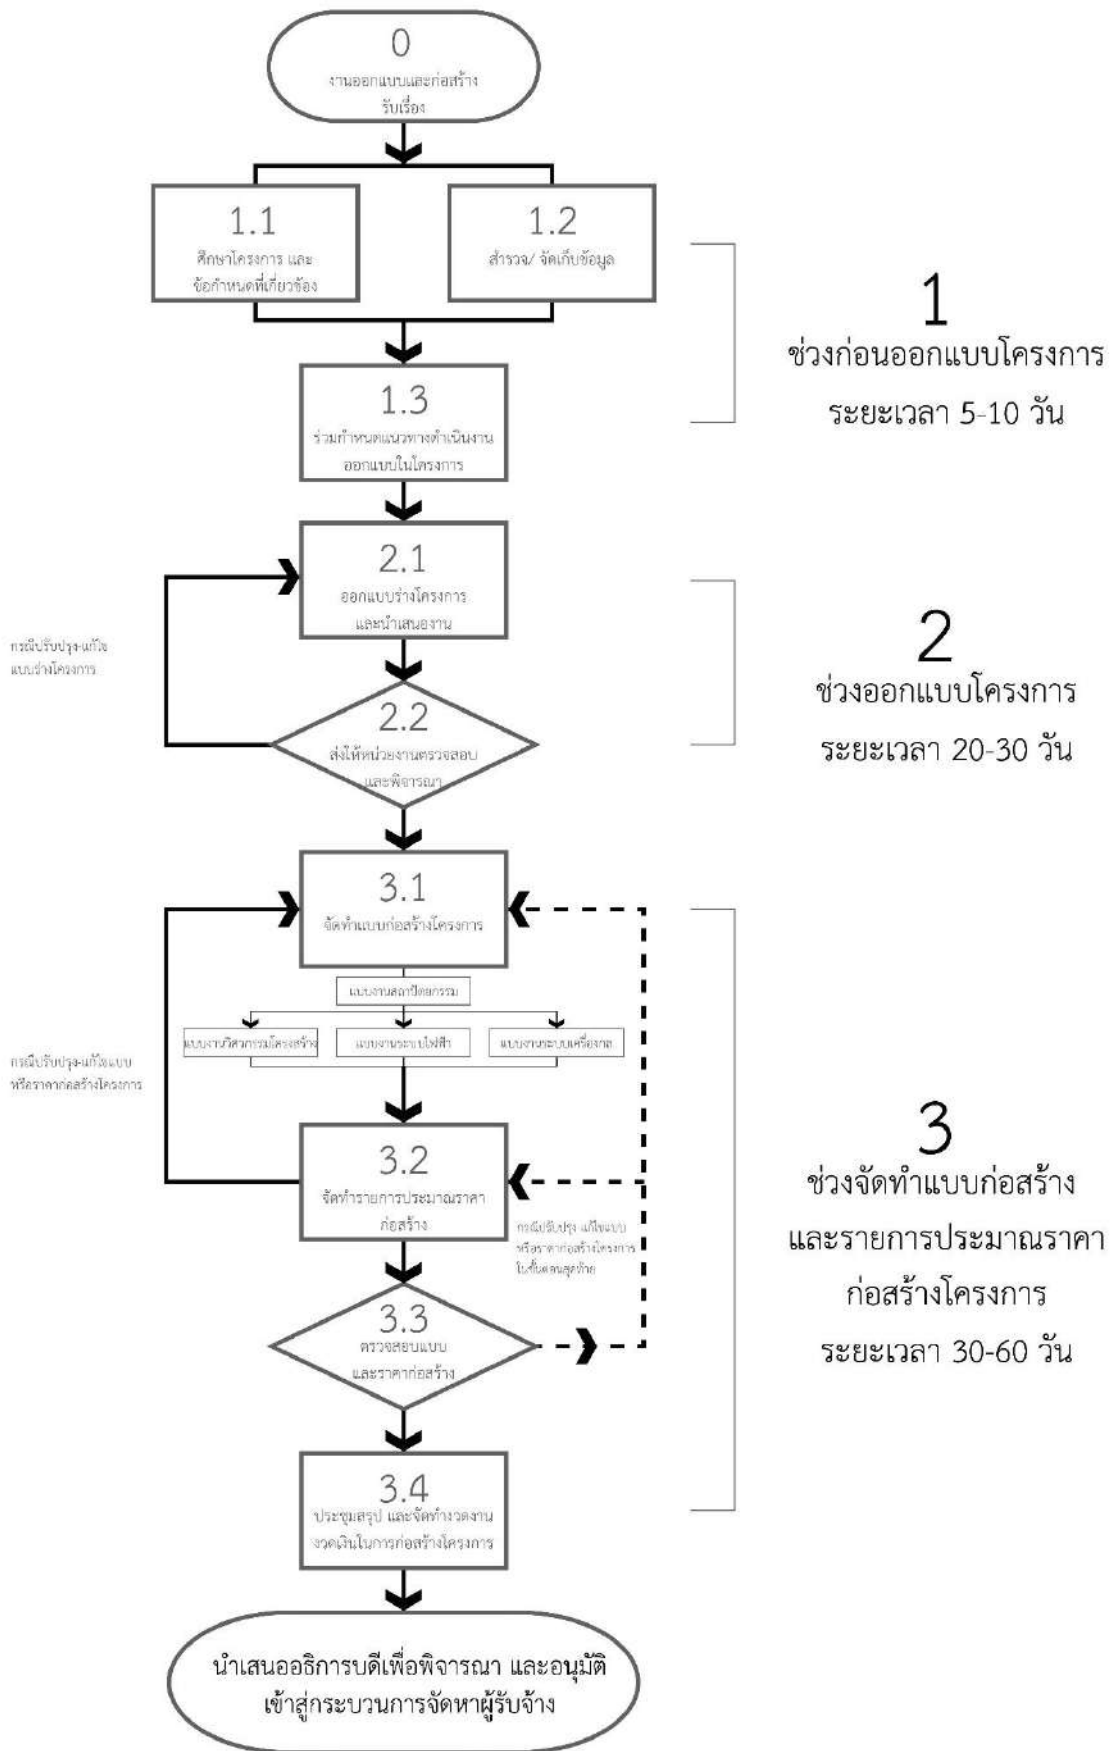 0
งานออกแบบและก่อสร้าง
รับเรื่อง
1.1
ศึกษาโครงการ และ
ข้อกำหนดที่เกี่ยวข้อง
1.2
สำรวจ/ จัดเก็บข้อมูล
1
ช่วงก่อนออกแบบโครงการ
ระยะเวลา 5-10 วัน
1.3
ร่วมกำหนดแนวทางดำเนินงาน
ออกแบบในโครงการ
2.1
ออกแบบร่างโครงการ
และนำเสนองาน
กรณีปรับปรุง-แก้ไข
แบบร่างโครงการ
2
ช่วงออกแบบโครงการ
ระยะเวลา 20-30 วัน
2.2
ส่งให้หน่วยงานตรวจสอบ
และพิจารณา
3.1
จัดทำแบบก่อสร้างโครงการ
แบบงานสถาปัตยกรรม
แบบงานวิศวกรรมโครงสร้าง
แบบงานระบบไฟฟ้า
แบบงานระบบเครื่องกล
กรณีปรับปรุง-แก้ไขแบบ
หรือราคาก่อสร้างโครงการ
3.2
จัดทำรายการประมาณราคา
ก่อสร้าง
กรณีปรับปรุง -แก้ไขแบบ
หรือราคาก่อสร้างโครงการ
ในขั้นตอนสุดท้าย
3
ช่วงจัดทำแบบก่อสร้าง
และรายการประมาณราคา
ก่อสร้างโครงการ
ระยะเวลา 30-60 วัน
3.3
ตรวจสอบแบบ
และราคาก่อสร้าง
3.4
ประชุมสรุป และจัดทำงวดงาน
งวดเงินในการก่อสร้างโครงการ
นำเสนออธิการบดีเพื่อพิจารณา และอนุมัติ
เข้าสู่กระบวนการจัดหาผู้รับจ้าง